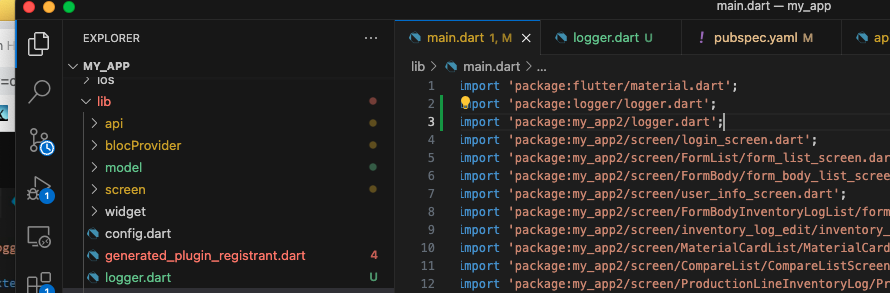 main.dart — my_app
EXPLORER
MY_APP
ios
lib
api
blocProvider
model
screen
widget
config.dart
generated_plugin_registrant.dart 4
logger.dart U
1
1
main.dart 1, M
logger.dart U
! pubspec.yaml M
ap
lib > main.dart > ...
1 import 'package:flutter/material.dart';
2 import 'package:logger/logger.dart';
3 import 'package:my_app2/logger.dart';
4 import 'package:my_app2/screen/login_screen.dart';
5 import 'package:my_app2/screen/FormList/form_list_screen.dar
6 import 'package:my_app2/screen/FormBody/form_body_list_scree
7 import 'package:my_app2/screen/user_info_screen.dart';
8 import 'package:my_app2/screen/FormBodyInventoryLogList/form
9 import 'package:my_app2/screen/inventory_log_edit/inventory_
10 import 'package:my_app2/screen/MaterialCardList/MaterialCard
11 import 'package:my_app2/screen/CompareList/CompareListScreen
12 import 'package:my_app2/screen/ProductionLineInventoryLog/Pr